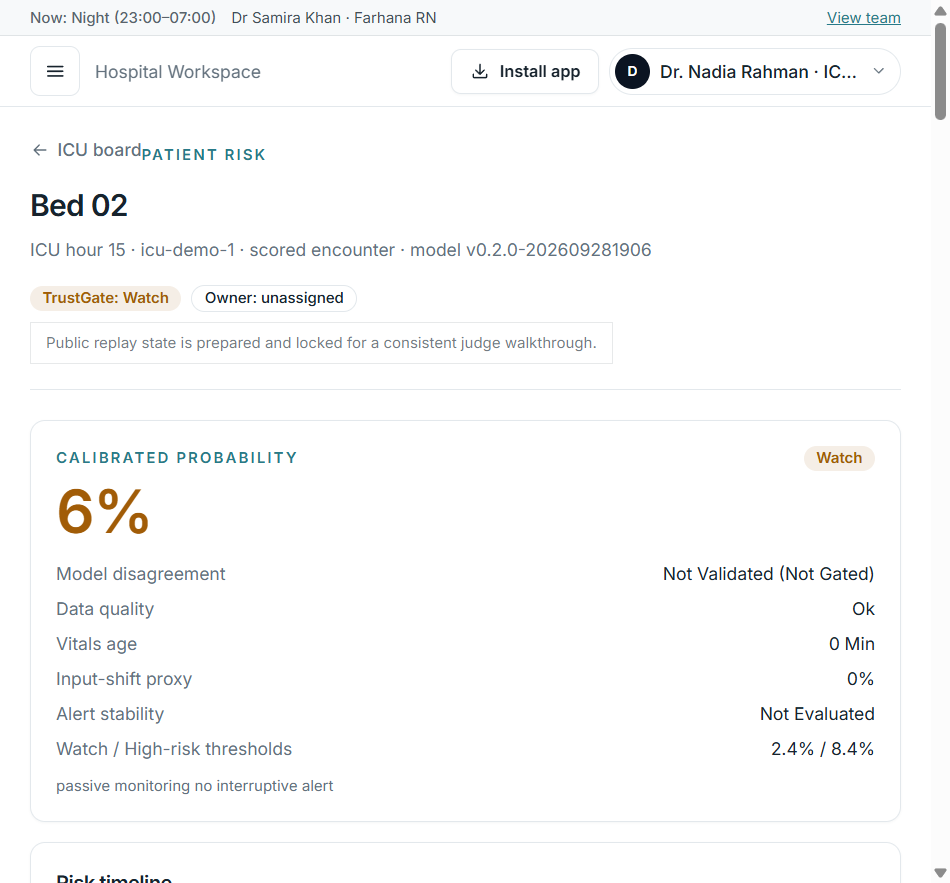 Now: Night (23:00–07:00) Dr Samira Khan · Farhana RN View team
Hospital Workspace Install app D Dr. Nadia Rahman · IC...
ICU board PATIENT RISK
Bed 02
ICU hour 15 · icu-demo-1 · scored encounter · model v0.2.0-202609281906
TrustGate: Watch Owner: unassigned
Public replay state is prepared and locked for a consistent judge walkthrough.
CALIBRATED PROBABILITY Watch
6%
Model disagreement Not Validated (Not Gated)
Data quality Ok
Vitals age 0 Min
Input-shift proxy 0%
Alert stability Not Evaluated
Watch / High-risk thresholds 2.4% / 8.4%
passive monitoring no interruptive alert
Risk timeline